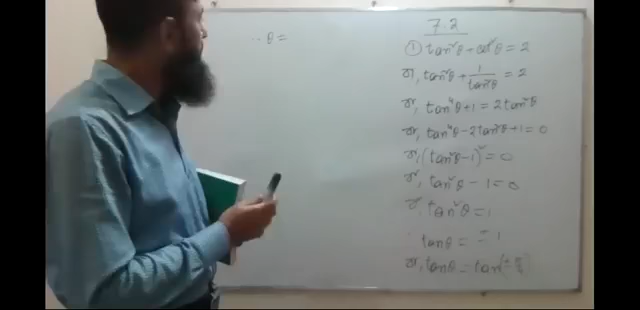 ∴ θ =
7.2
① tan²θ + cot²θ = 2
বা, tan²θ + 1/tan²θ = 2
বা, tan⁴θ + 1 = 2tan²θ
বা, tan⁴θ - 2tan²θ + 1 = 0
বা, (tan²θ - 1)² = 0
বা, tan²θ - 1 = 0
বা, tan²θ = 1
tanθ = ± 1
বা, tanθ = tan(± π/4)